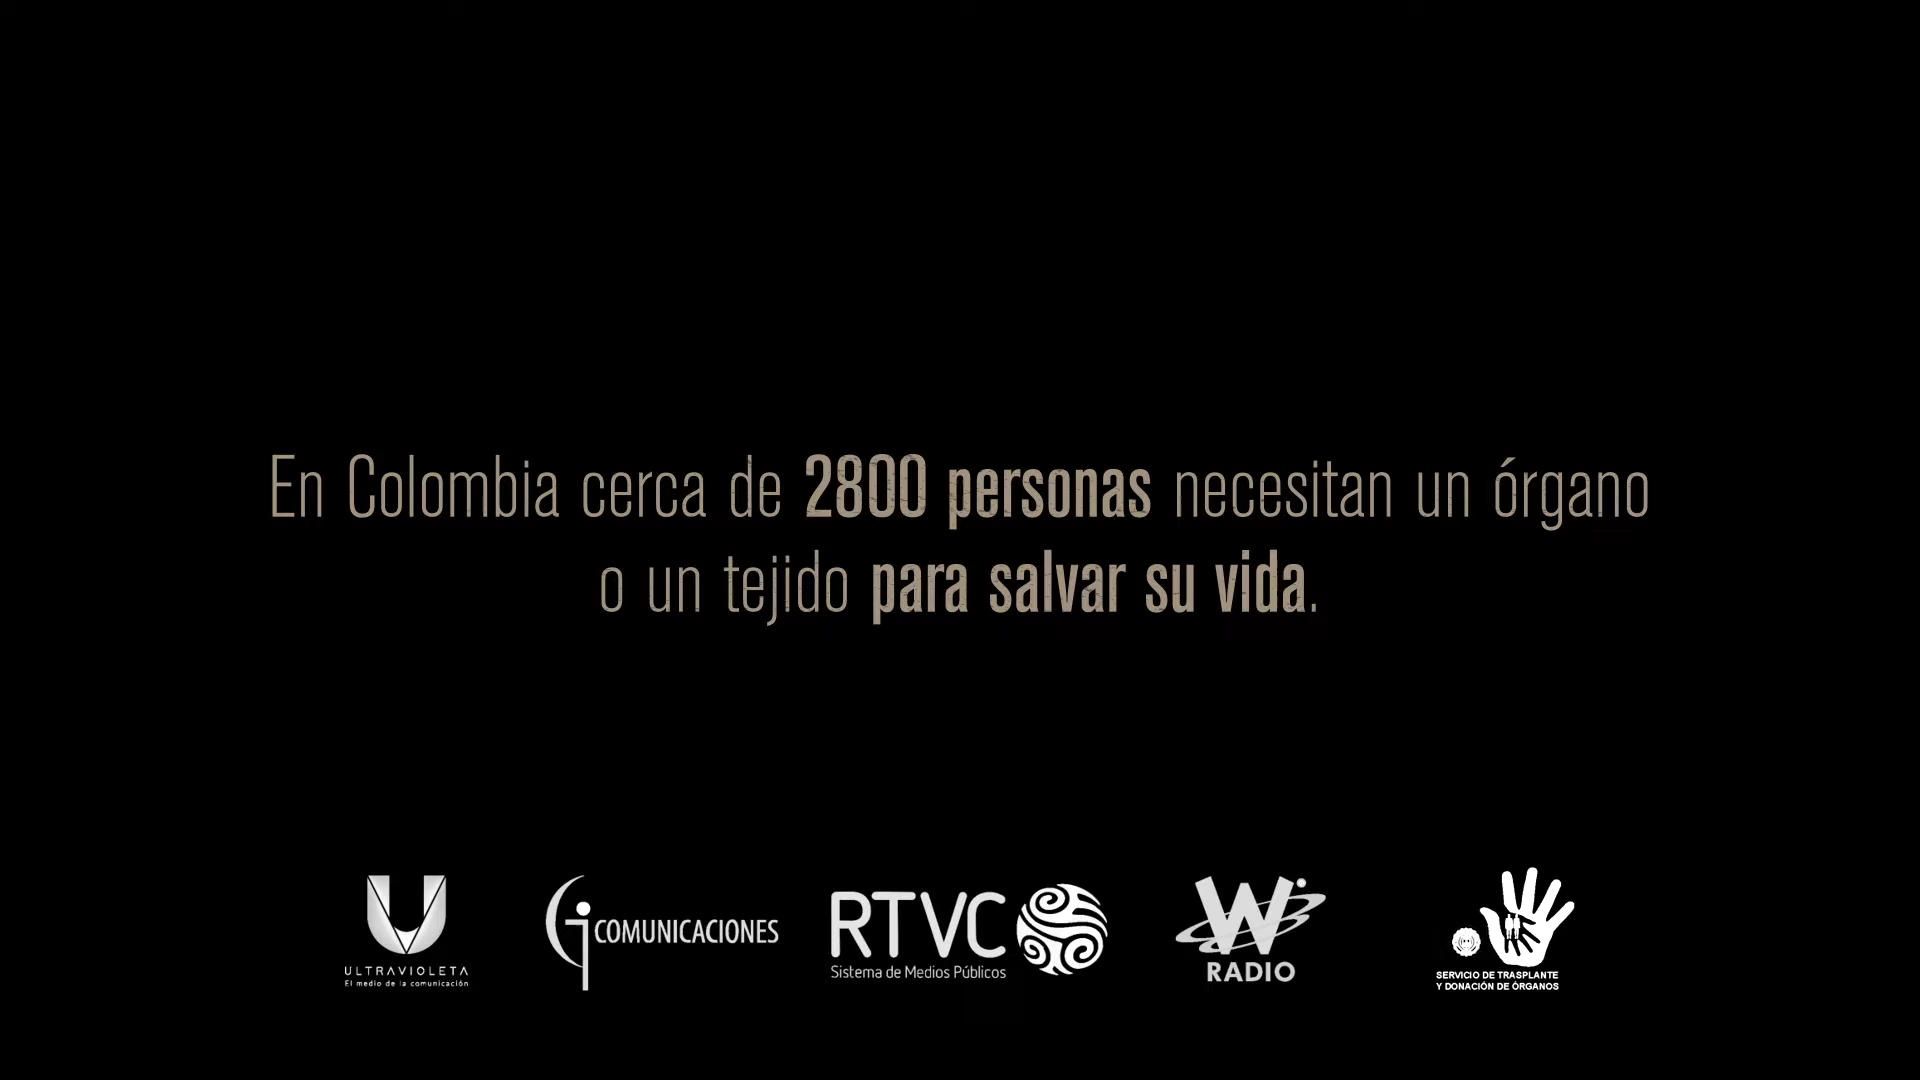 En Colombia cerca de 2800 personas necesitan un órgano
o un tejido para salvar su vida.
ULTRAVIOLETA
El medio de la comunicación
COMUNICACIONES
RTVC
Sistema de Medios Públicos
W
RADIO
SERVICIO DE TRASPLANTE
Y DONACIÓN DE ÓRGANOS